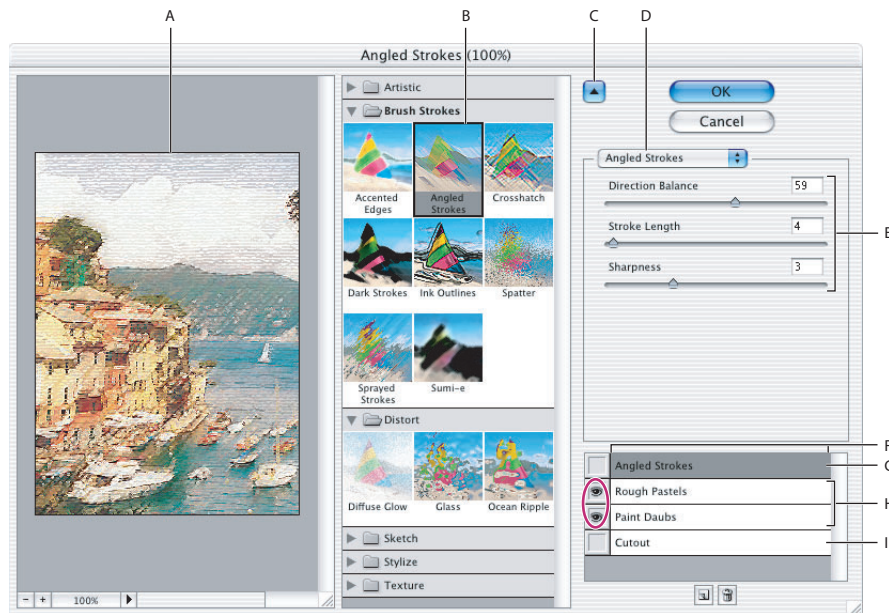 A
B
C
D
Angled Strokes (100%)
Artistic
Brush Strokes
Accented Edges
Angled Strokes
Crosshatch
Dark Strokes
Ink Outlines
Spatter
Sprayed Strokes
Sumi-e
Distort
Diffuse Glow
Glass
Ocean Ripple
Sketch
Stylize
Texture
- + 100%
OK
Cancel
Angled Strokes
Direction Balance 59
Stroke Length 4
Sharpness 3
E
F
Angled Strokes
G
Rough Pastels
H
Paint Daubs
Cutout
I